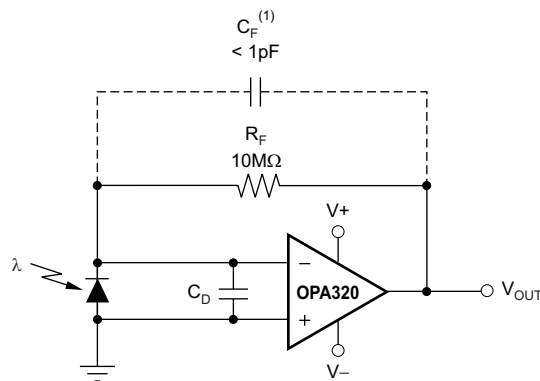 C_F^(1)
< 1pF
R_F
10MΩ
V+
λ
−
OPA320
C_D
+
V_OUT
V−